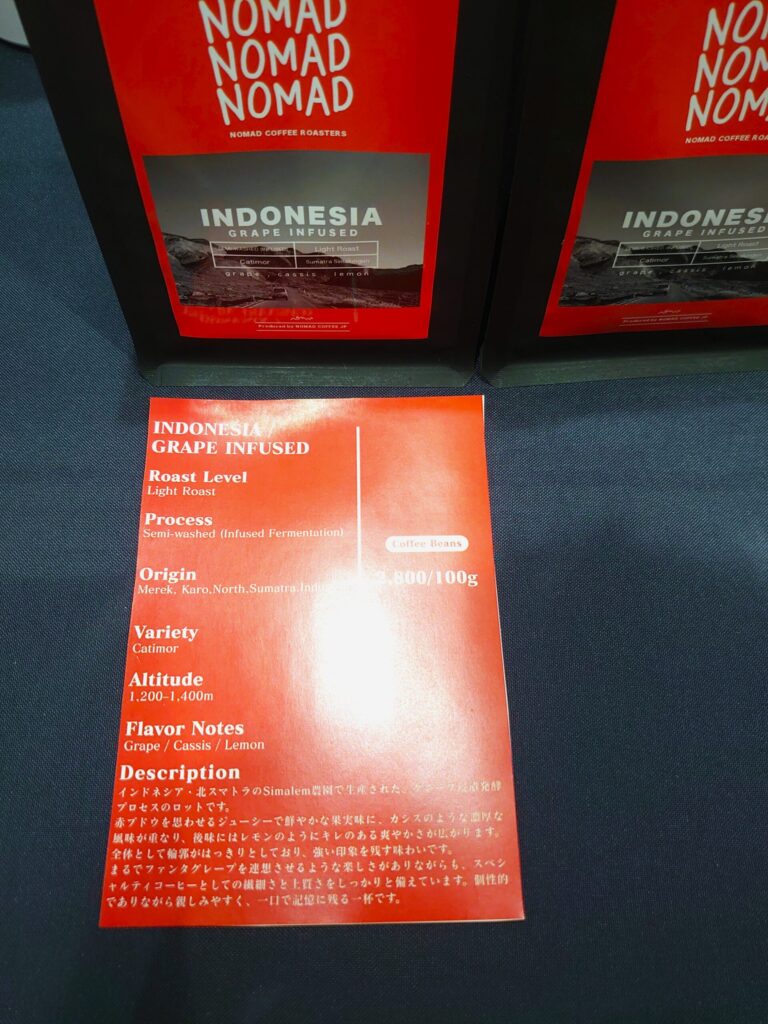 NOMAD
NOMAD
NOMAD
NOMAD COFFEE ROASTERS
INDONESIA
GRAPE INFUSED
Light Roast
Catimor
Sumatra
grape , cassis , lemon
Produced by NOMAD COFFEE JP
NOMAD COFFEE
INDONESIA
GRAPE INFUSED
Light Roast
Catimor
grape , cassis , lemon
Produced by NOMAD COFFEE JP
INDONESIA /
GRAPE INFUSED
Roast Level
Light Roast
Process
Semi-washed (Infused Fermentation)
Coffee Beans
Origin
Merek, Karo,North,Sumatra
,800/100g
Variety
Catimor
Altitude
1,200–1,400m
Flavor Notes
Grape / Cassis / Lemon
Description
インドネシア・北スマトラのSimalem農園で生産された、発酵
プロセスのロットです。
赤ブドウを思わせるジューシーで鮮やかな果実味に、カシスのような濃厚な
風味が重なり、後味にはレモンのようにキレのある爽やかさが広がります。
全体として輪郭がはっきりとしており、強い印象を残す味わいです。
まるでファンタグレープを連想させるような楽しさがありながらも、スペシ
ャルティコーヒーとしての繊細さと上質さをしっかりと備えています。個性的
でありながら親しみやすく、一口で記憶に残る一杯です。